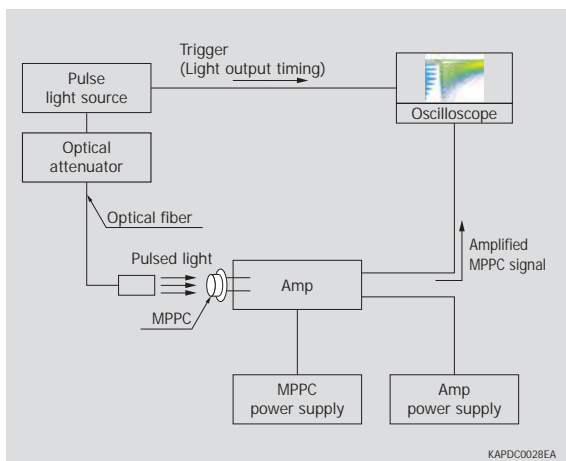 Trigger
(Light output timing)
Pulse
light source
Oscilloscope
Optical
attenuator
Optical fiber
Pulsed light
Amplified
MPPC signal
Amp
MPPC
MPPC
power supply
Amp
power supply
KAPDC0028EA